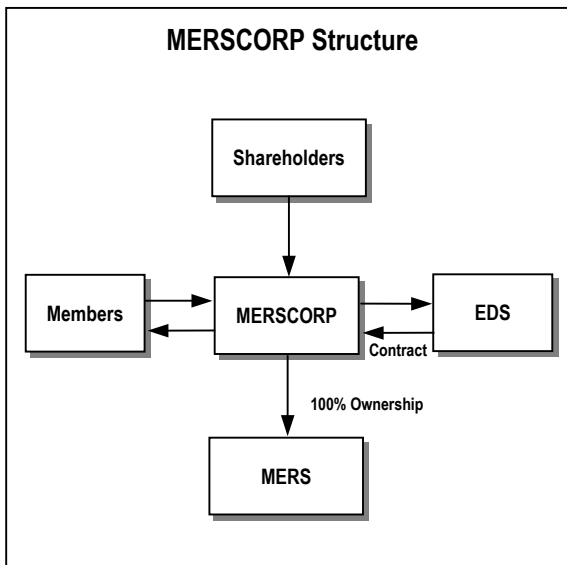 MERSCORP Structure
Shareholders
Members
MERSCORP
EDS
Contract
100% Ownership
MERS